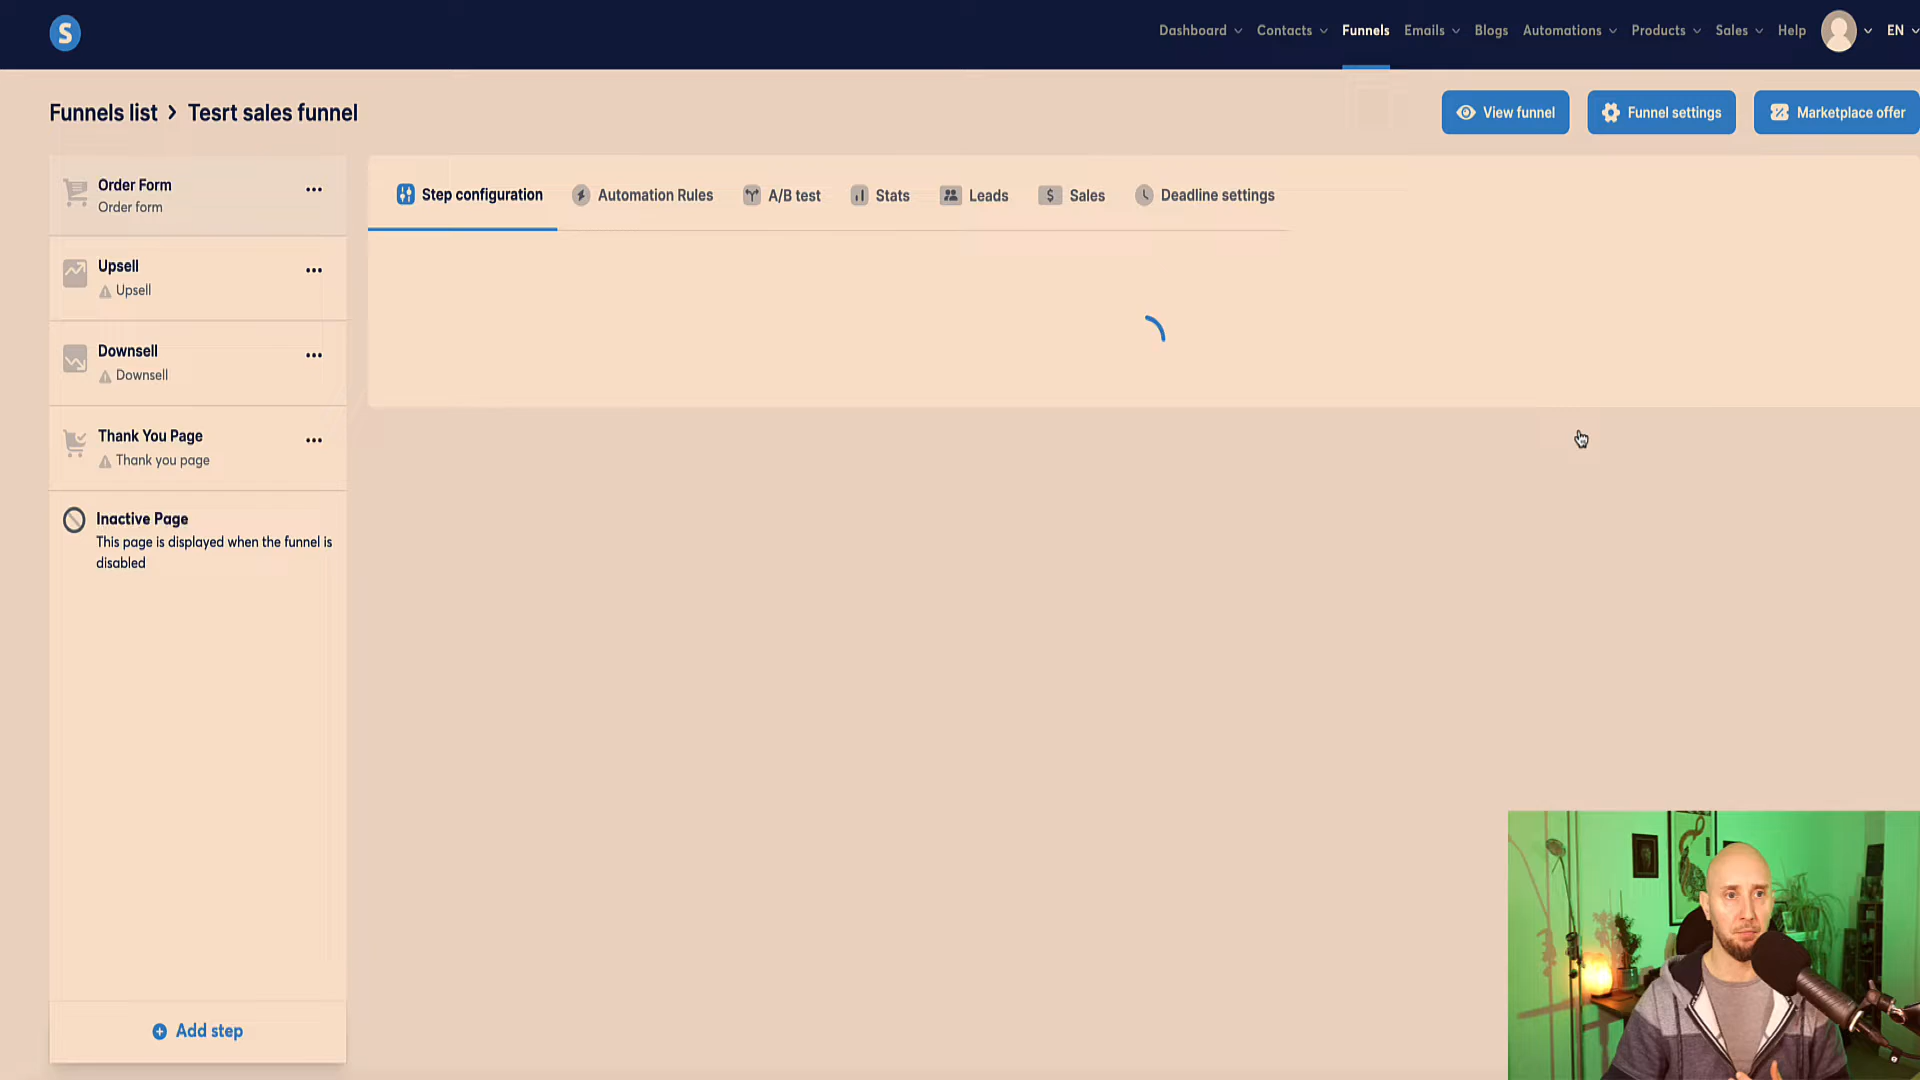 S
Dashboard Contacts Funnels Emails Blogs Automations Products Sales Help EN
Funnels list > Tesrt sales funnel
View funnel Funnel settings Marketplace offer
Order Form
Order form
Upsell
Upsell
Downsell
Downsell
Thank You Page
Thank you page
Inactive Page
This page is displayed when the funnel is
disabled
Add step
Step configuration Automation Rules A/B test Stats Leads $ Sales Deadline settings